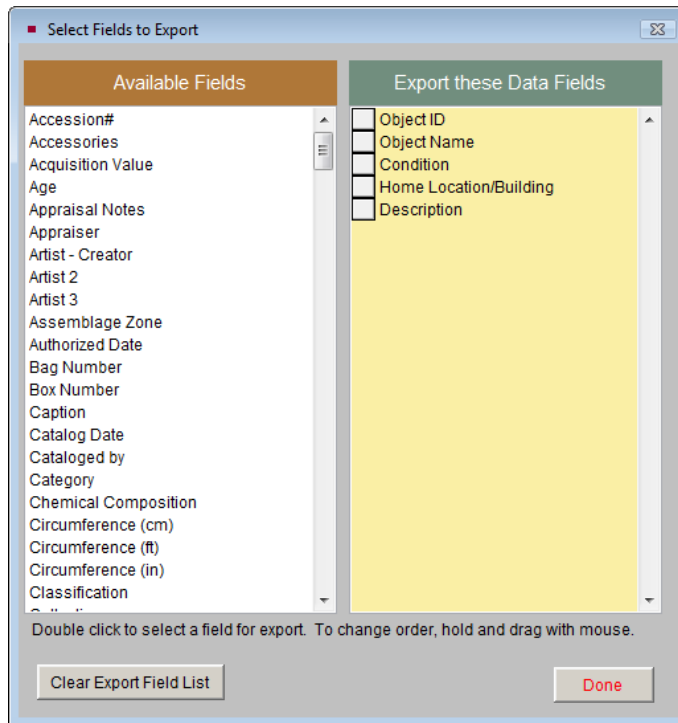 Select Fields to Export
Available Fields
Export these Data Fields
Accession#
Accessories
Acquisition Value
Age
Appraisal Notes
Appraiser
Artist - Creator
Artist 2
Artist 3
Assemblage Zone
Authorized Date
Bag Number
Box Number
Caption
Catalog Date
Cataloged by
Category
Chemical Composition
Circumference (cm)
Circumference (ft)
Circumference (in)
Classification
Object ID
Object Name
Condition
Home Location/Building
Description
Double click to select a field for export. To change order, hold and drag with mouse.
Clear Export Field List
Done